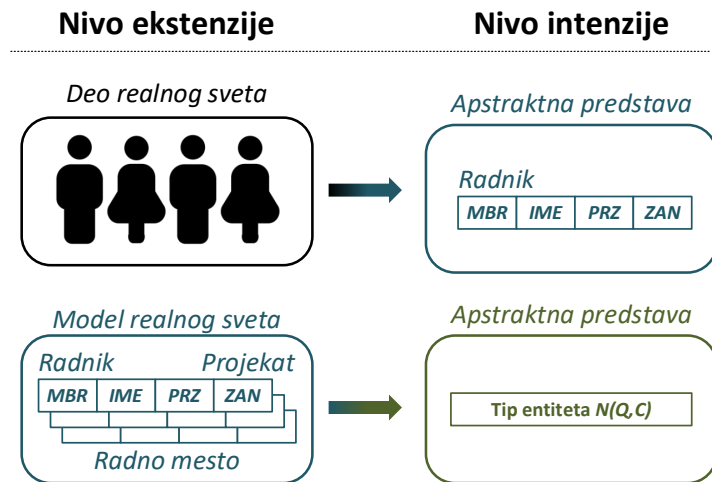 Nivo ekstenzije
Nivo intenzije
Deo realnog sveta
Apstraktna predstava
Radnik
MBR IME PRZ ZAN
Model realnog sveta
Apstraktna predstava
Radnik Projekat
MBR IME PRZ ZAN
Radno mesto
Tip entiteta N(Q,C)